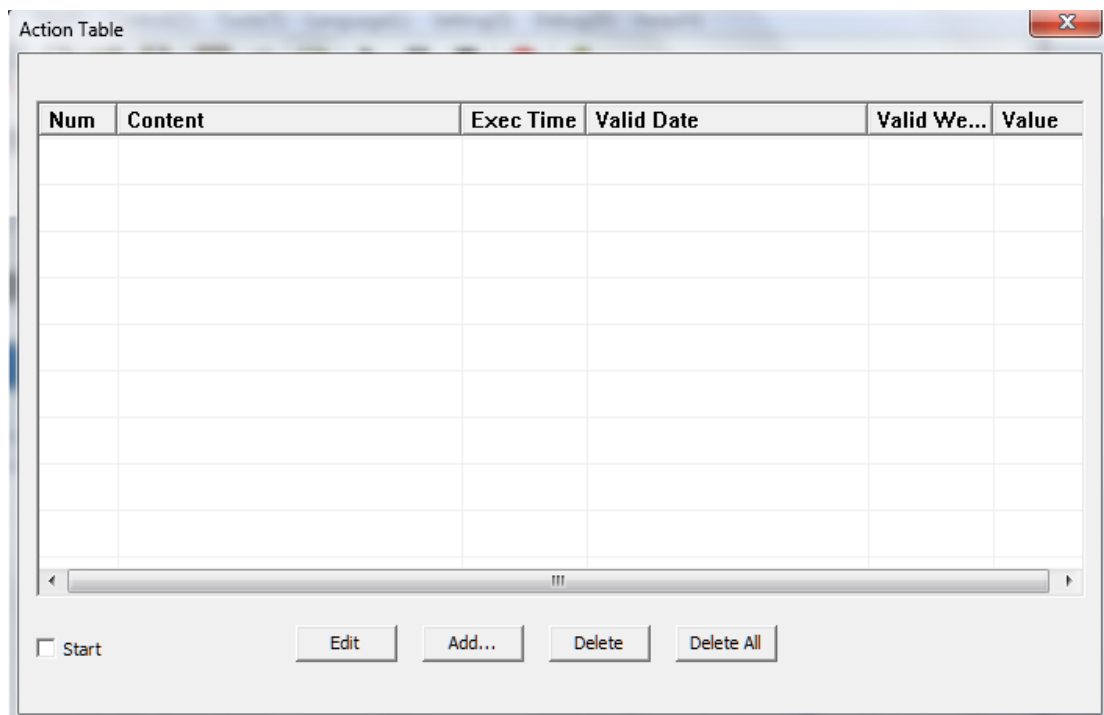 Action Table
Num Content Exec Time Valid Date Valid We... Value
Start Edit Add... Delete Delete All